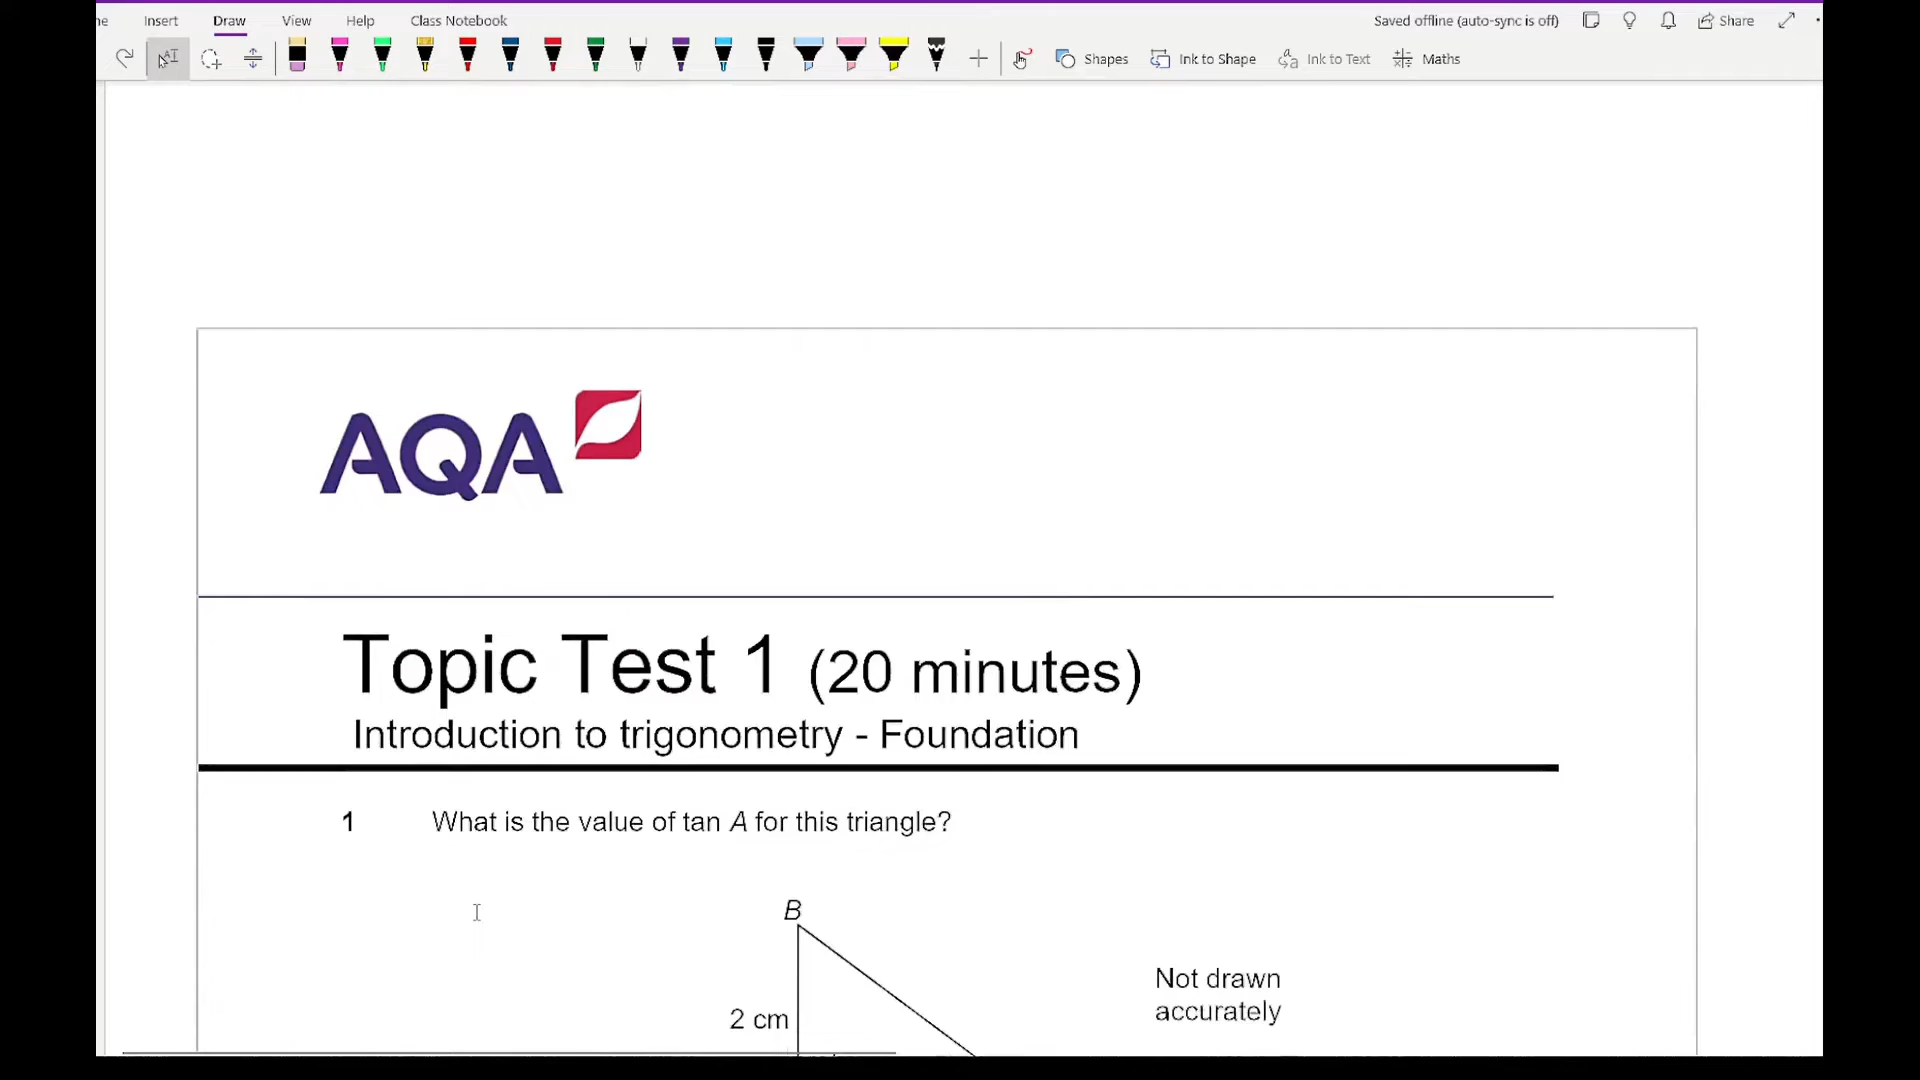 Insert Draw View Help Class Notebook Saved offline (auto-sync is off) Share
Shapes Ink to Shape Ink to Text Maths
AQA
Topic Test 1 (20 minutes)
Introduction to trigonometry - Foundation
1 What is the value of tan A for this triangle?
B
Not drawn
accurately
2 cm